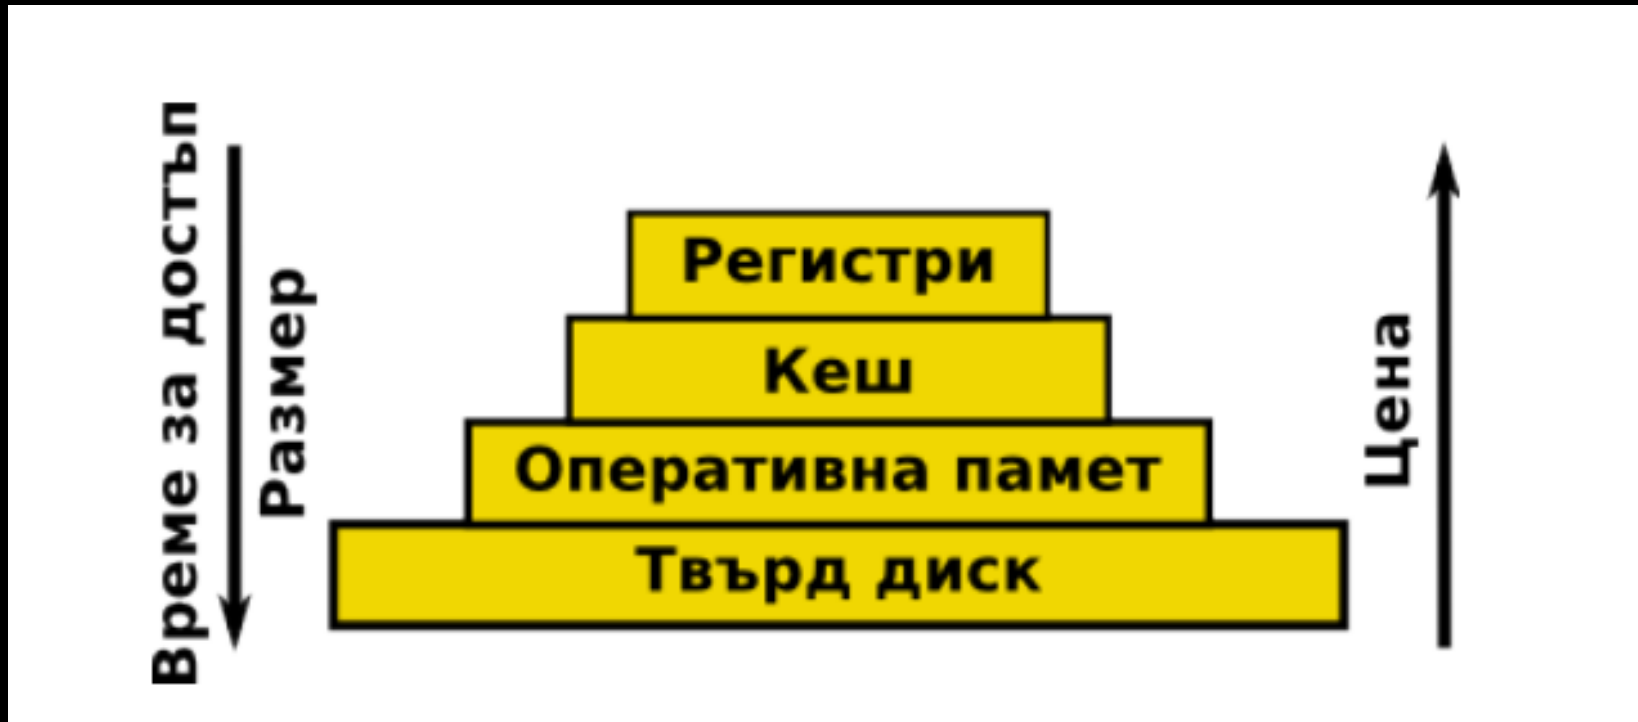 Време за достъп
Размер
Регистри
Кеш
Оперативна памет
Твърд диск
Цена